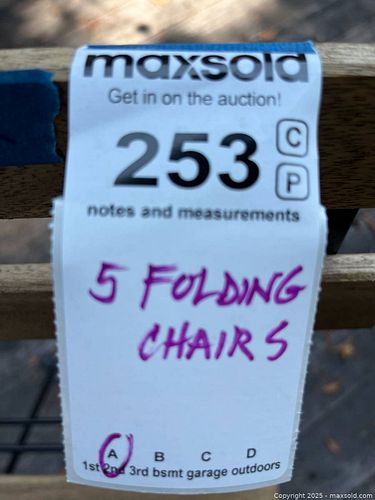 maxsold
Get in on the auction!
253
C
P
notes and measurements
5 FOLDING
CHAIRS
A B C D
1st 2nd 3rd bsmt garage outdoors
Copyright 2025 - maxsold.com